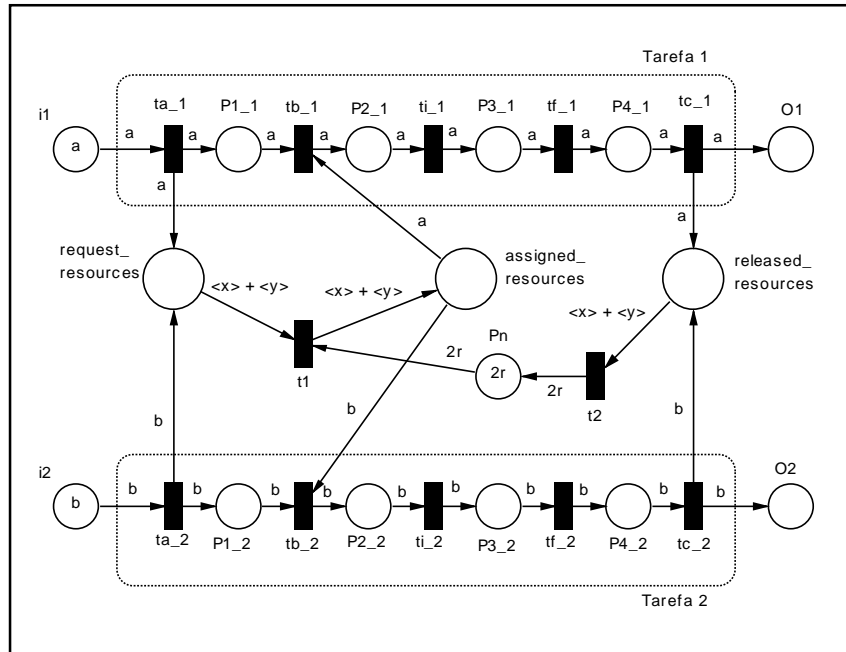 Tarefa 1
ta_1 P1_1 tb_1 P2_1 ti_1 P3_1 tf_1 P4_1 tc_1
i1 O1
a a a a a a a a a a a
a a
a
request_
resources
assigned_
resources
released_
resources
<x> + <y> <x> + <y> <x> + <y>
Pn
2r 2r
t1 2r t2
b b b
i2 O2
b b b b b b b b b b b
ta_2 P1_2 tb_2 P2_2 ti_2 P3_2 tf_2 P4_2 tc_2
Tarefa 2